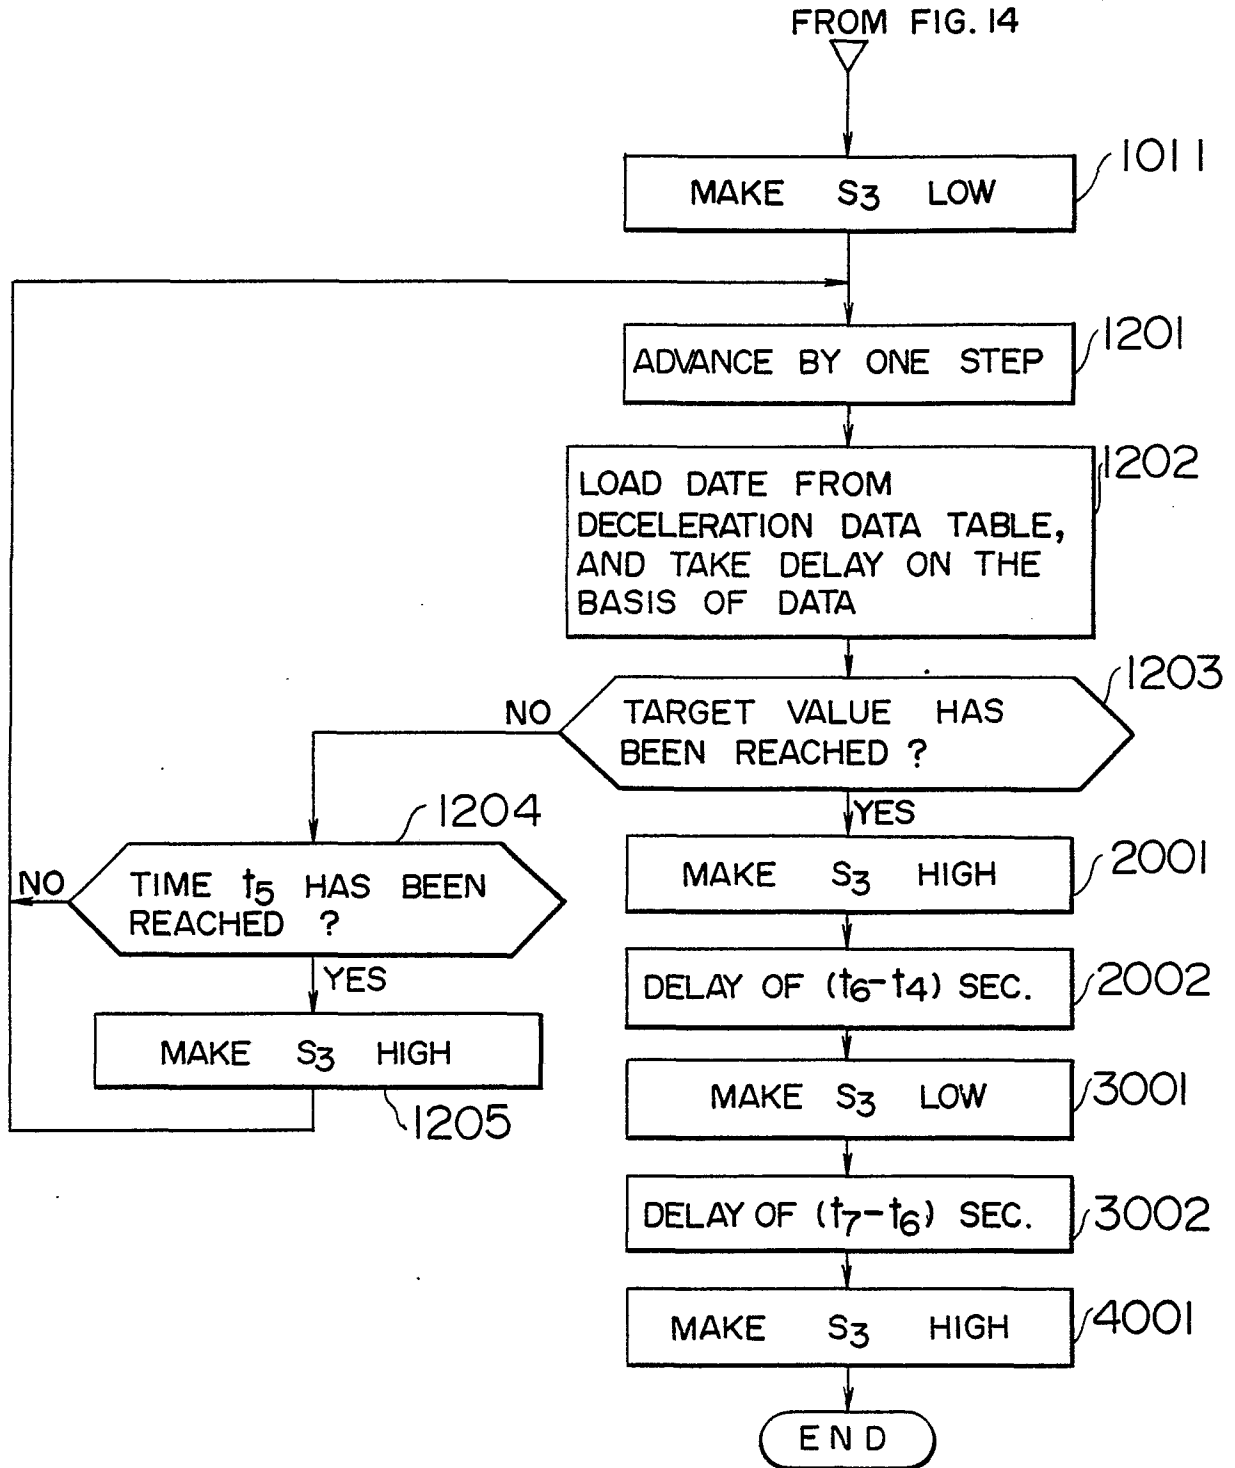 FROM FIG. 14
MAKE S3 LOW
1011
ADVANCE BY ONE STEP
1201
LOAD DATE FROM
DECELERATION DATA TABLE,
AND TAKE DELAY ON THE
BASIS OF DATA
1202
TARGET VALUE HAS
BEEN REACHED ?
1203
NO
YES
TIME t5 HAS BEEN
REACHED ?
1204
NO
YES
MAKE S3 HIGH
1205
MAKE S3 HIGH
2001
DELAY OF (t6-t4) SEC.
2002
MAKE S3 LOW
3001
DELAY OF (t7-t6) SEC.
3002
MAKE S3 HIGH
4001
END